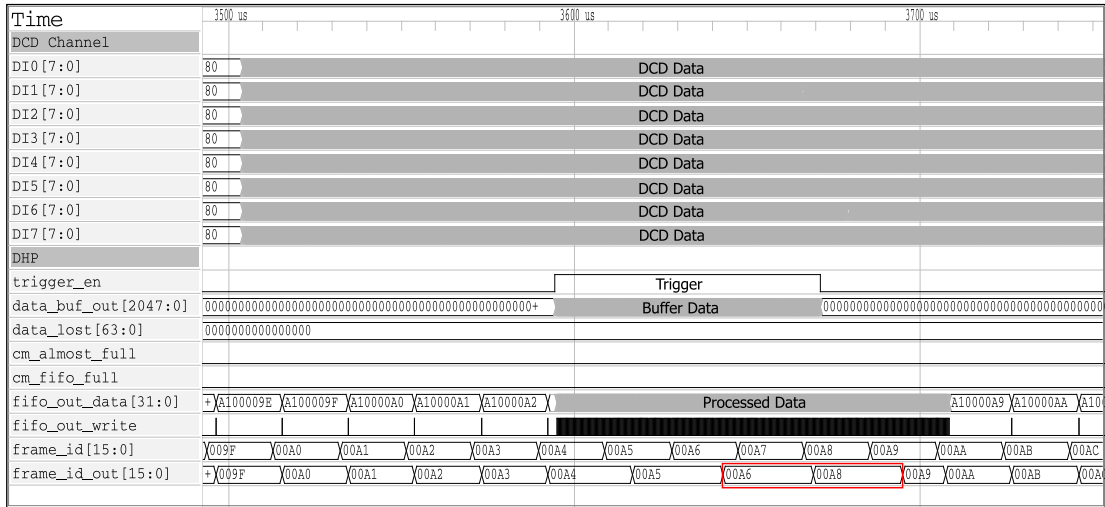 Time 3500 us 3600 us 3700 us
DCD Channel
DI0[7:0] 80 DCD Data
DI1[7:0] 80 DCD Data
DI2[7:0] 80 DCD Data
DI3[7:0] 80 DCD Data
DI4[7:0] 80 DCD Data
DI5[7:0] 80 DCD Data
DI6[7:0] 80 DCD Data
DI7[7:0] 80 DCD Data
DHP
trigger_en Trigger
data_buf_out[2047:0] Buffer Data
data_lost[63:0] 0000000000000000
cm_almost_full
cm_fifo_full
fifo_out_data[31:0] + A100009E A100009F A10000A0 A10000A1 A10000A2 Processed Data A10000A9 A10000AA A100
fifo_out_write
frame_id[15:0] 009F 00A0 00A1 00A2 00A3 00A4 00A5 00A6 00A7 00A8 00A9 00AA 00AB 00AC
frame_id_out[15:0] + 009F 00A0 00A1 00A2 00A3 00A4 00A5 00A6 00A8 00A9 00AA 00AB